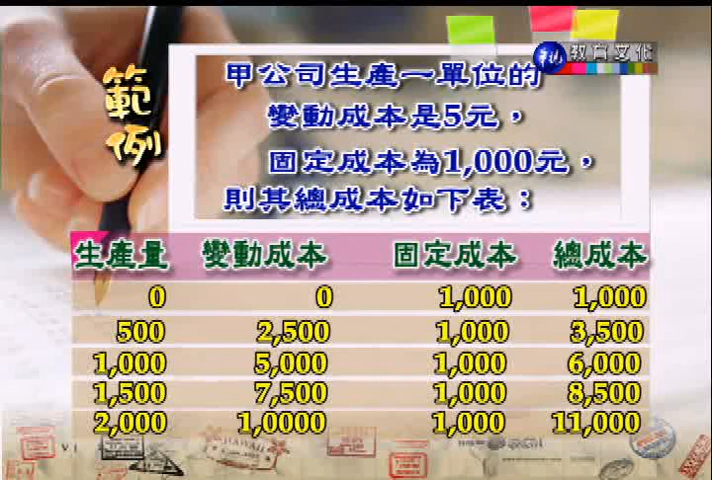 華視 教育文化
範例
甲公司生產一單位的
變動成本是5元，
固定成本為1,000元，
則其總成本如下表：
生產量 變動成本 固定成本 總成本
0 0 1,000 1,000
500 2,500 1,000 3,500
1,000 5,000 1,000 6,000
1,500 7,500 1,000 8,500
2,000 1,0000 1,000 11,000
HAWAII